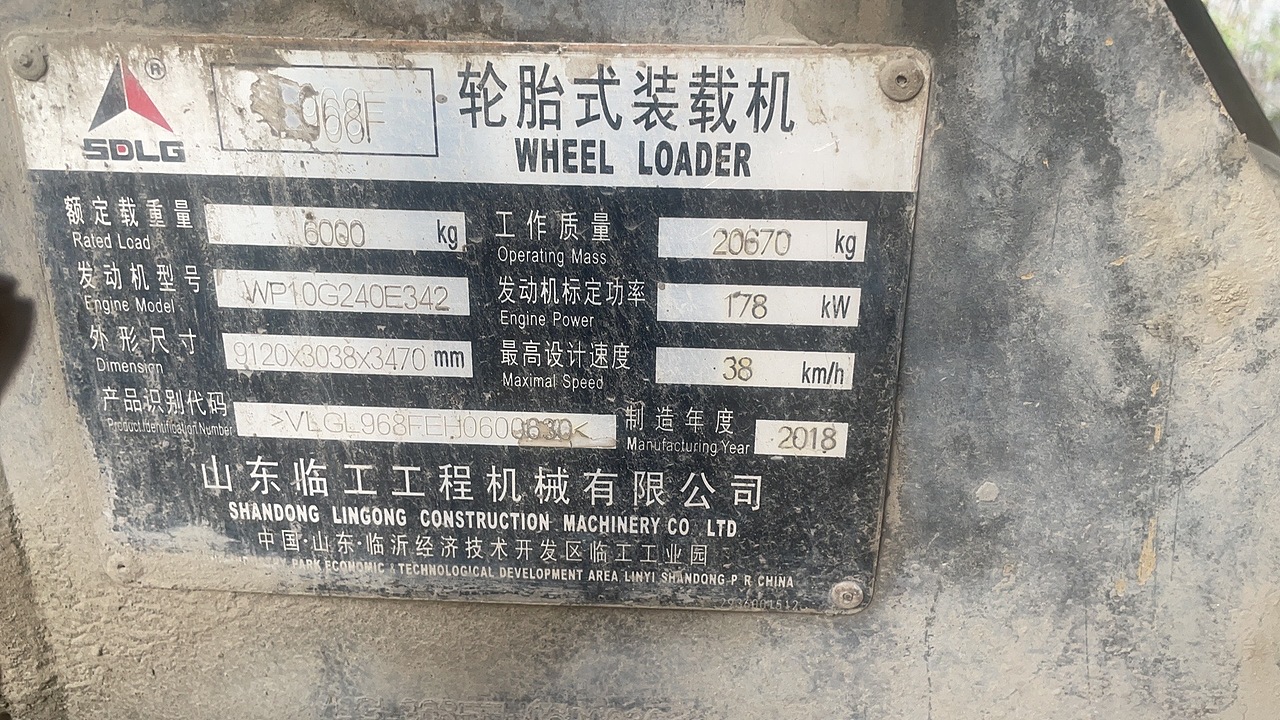 SDLG ®
968F
轮胎式装载机
WHEEL LOADER
额定载重量 6000 kg
Rated Load
工作质量 20670 kg
Operating Mass
发动机型号 WP10G240E342
Engine Model
发动机标定功率 178 kW
Engine Power
外形尺寸 9120x3038x3470 mm
Dimension
最高设计速度 38 km/h
Maximal Speed
产品识别代码 >VLGL968FEH0600630<
Product Identification Number
制造年度 2018
Manufacturing Year
山东临工工程机械有限公司
SHANDONG LINGONG CONSTRUCTION MACHINERY CO LTD
中国·山东·临沂经济技术开发区临工工业园
PARK ECONOMIC & TECHNOLOGICAL DEVELOPMENT AREA LINYI SHANDONG P R CHINA